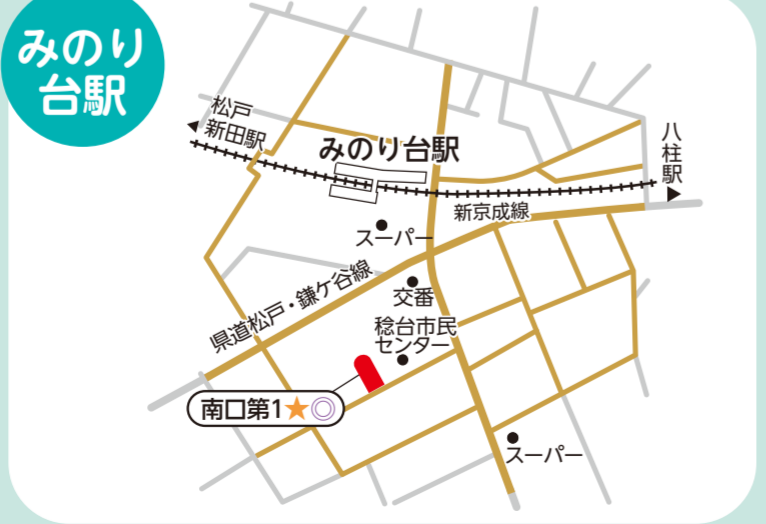 みのり
台駅
松戸
新田駅
みのり台駅
八柱駅
新京成線
スーパー
県道松戸・鎌ケ谷線
交番
稔台市民
センター
南口第1★◎
スーパー